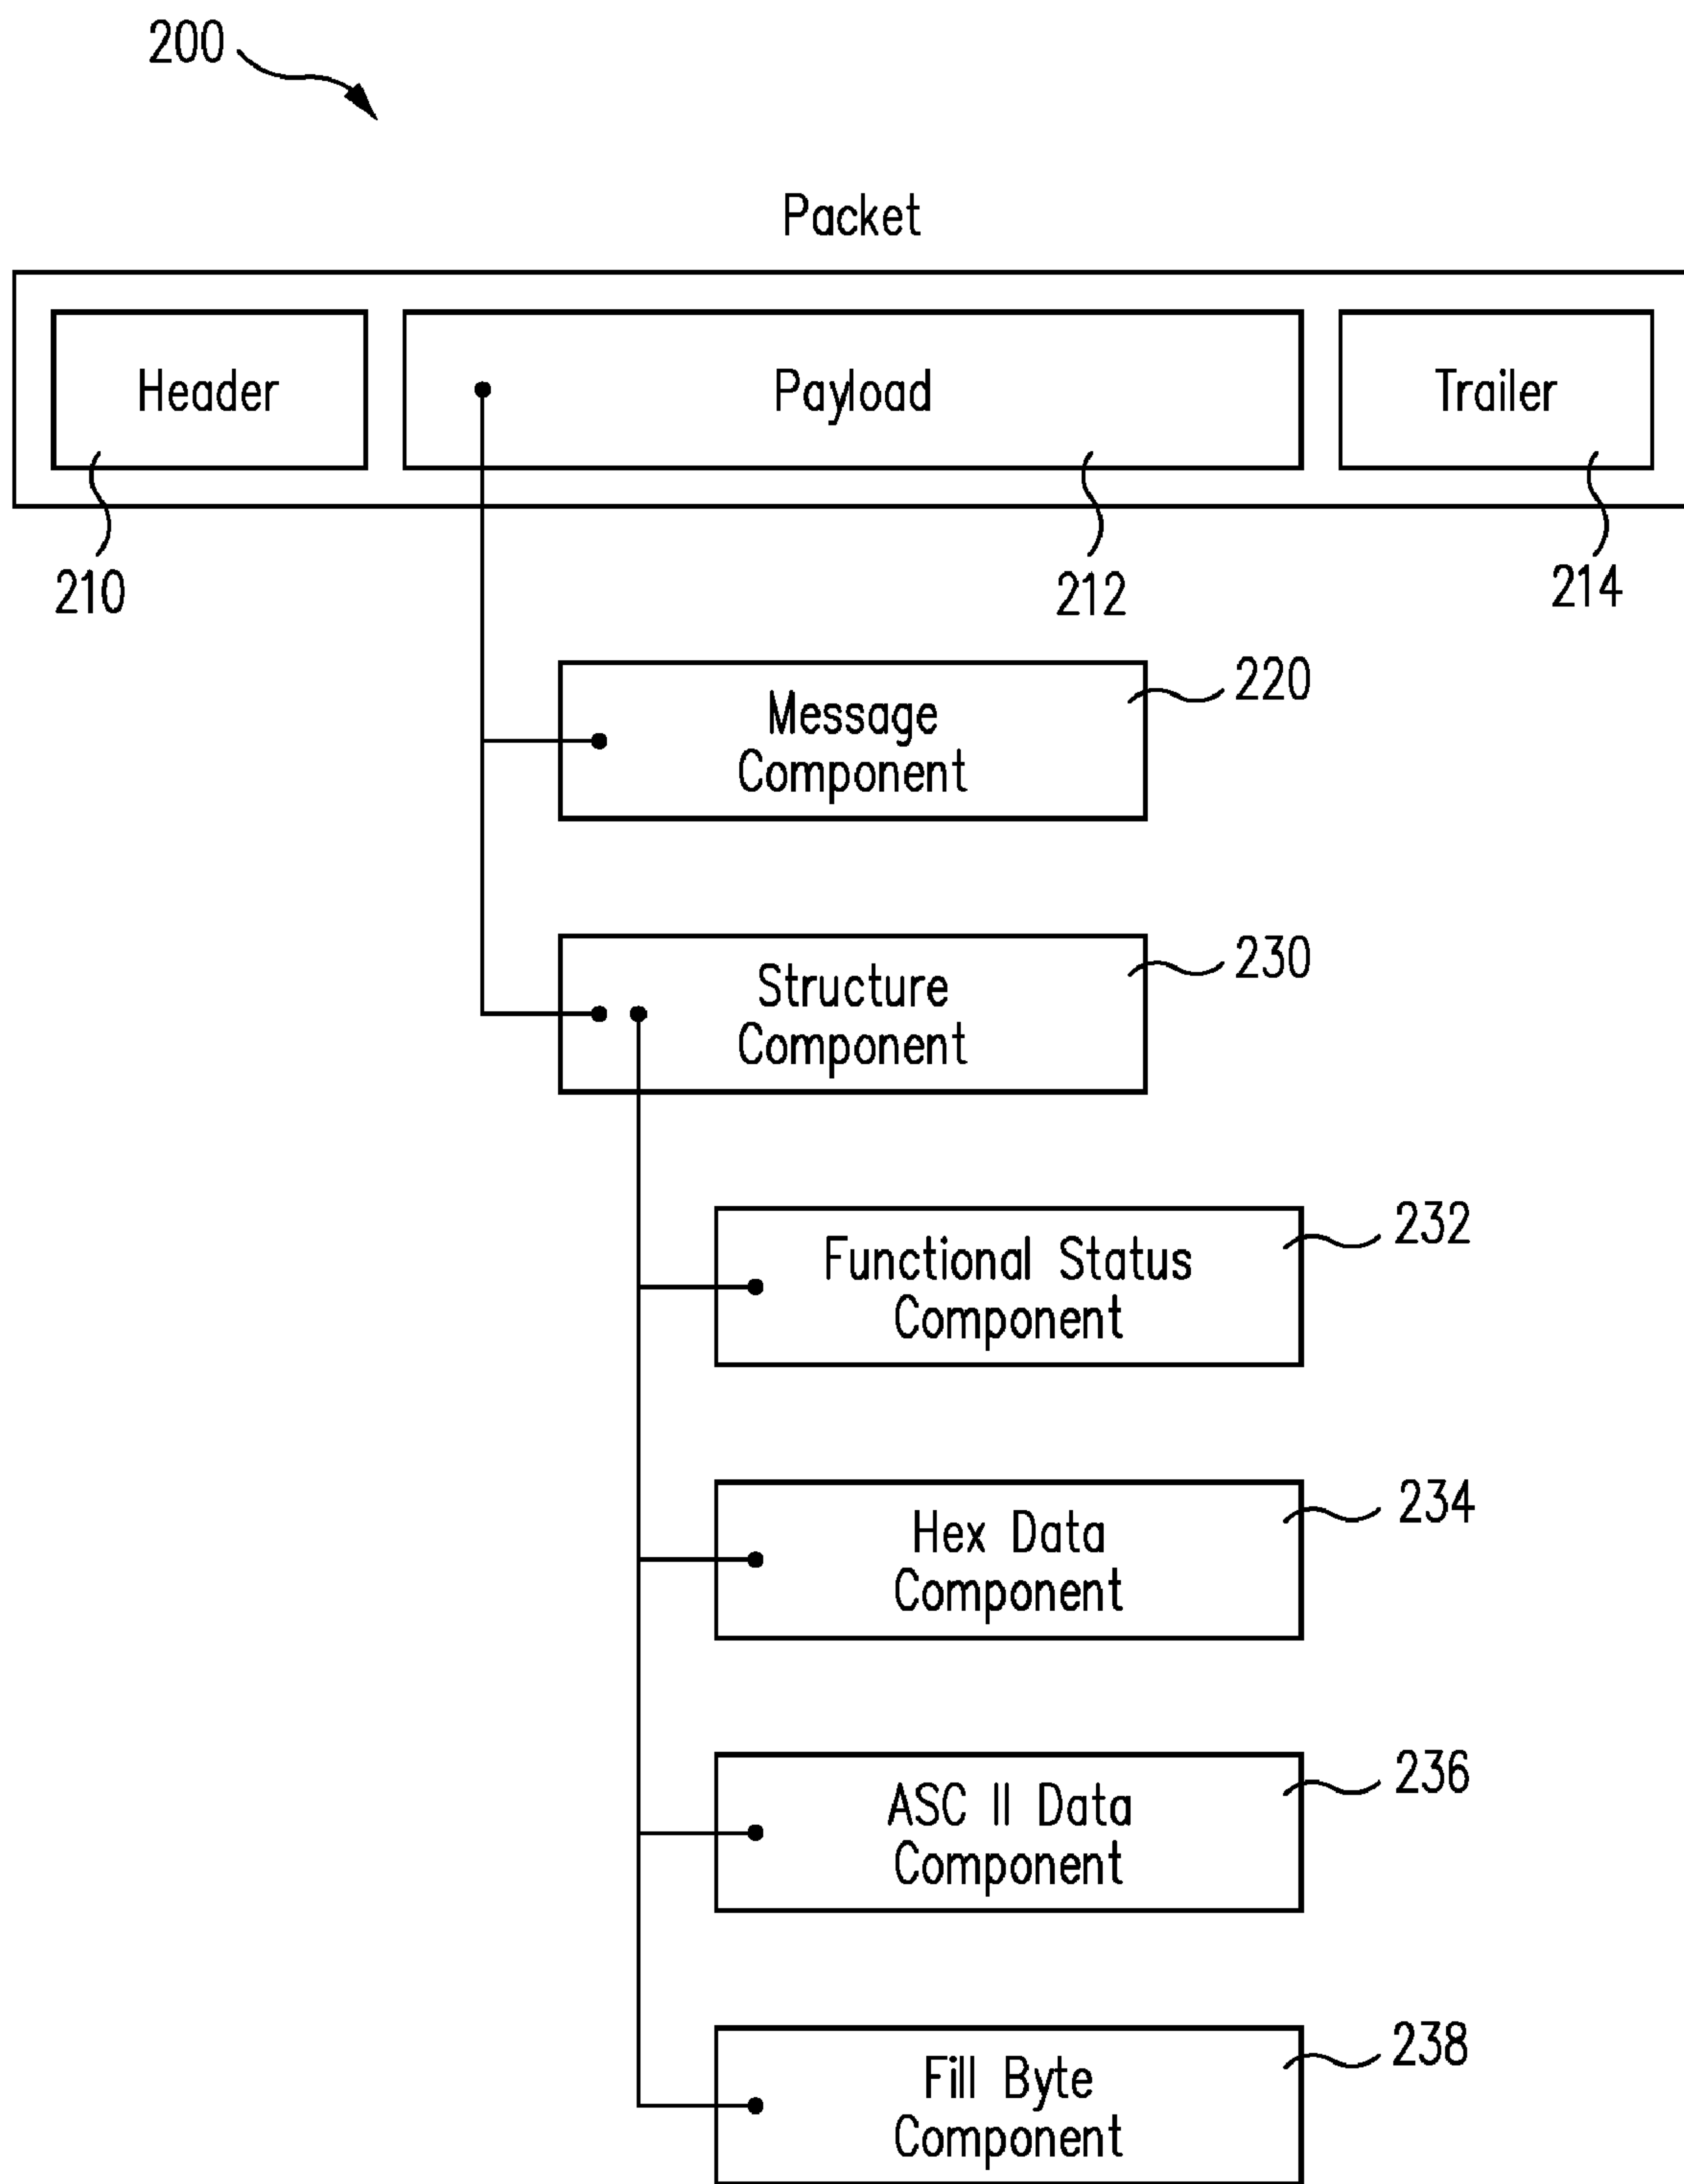 200
Packet
Header
Payload
Trailer
210
212
214
Message
Component
220
Structure
Component
230
Functional Status
Component
232
Hex Data
Component
234
ASC II Data
Component
236
Fill Byte
Component
238